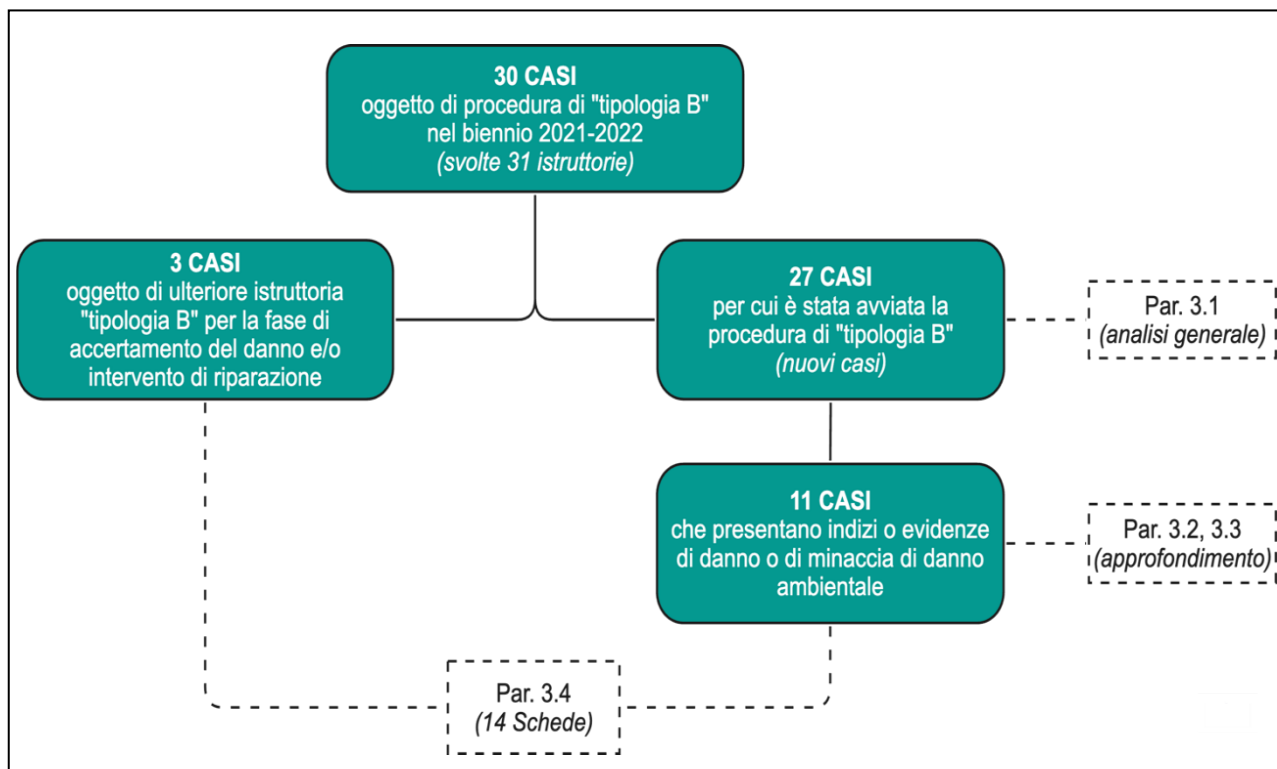 30 CASI
oggetto di procedura di "tipologia B"
nel biennio 2021-2022
(svolte 31 istruttorie)
3 CASI
oggetto di ulteriore istruttoria
"tipologia B" per la fase di
accertamento del danno e/o
intervento di riparazione
27 CASI
per cui è stata avviata la
procedura di "tipologia B"
(nuovi casi)
Par. 3.1
(analisi generale)
11 CASI
che presentano indizi o evidenze
di danno o di minaccia di danno
ambientale
Par. 3.2, 3.3
(approfondimento)
Par. 3.4
(14 Schede)